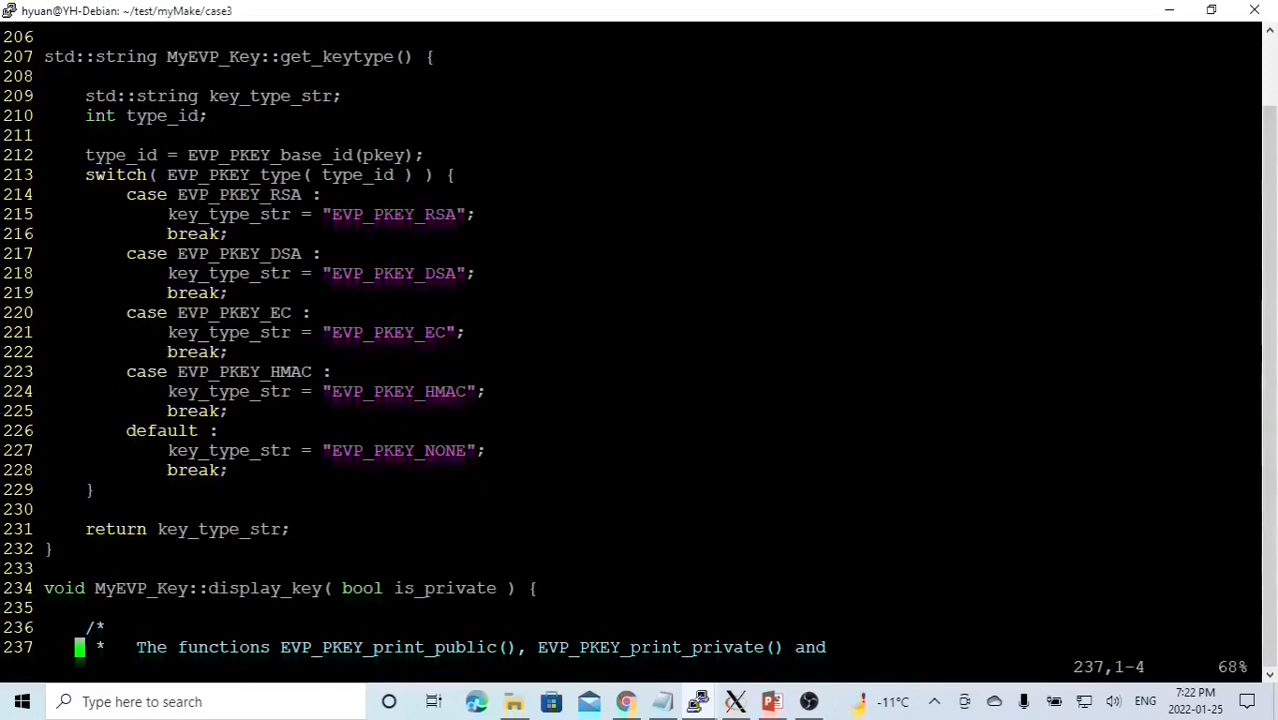 hyuan@YH-Debian: ~/test/myMake/case3
206
207 std::string MyEVP_Key::get_keytype() {
208
209     std::string key_type_str;
210     int type_id;
211
212     type_id = EVP_PKEY_base_id(pkey);
213     switch( EVP_PKEY_type( type_id ) ) {
214         case EVP_PKEY_RSA :
215             key_type_str = "EVP_PKEY_RSA";
216             break;
217         case EVP_PKEY_DSA :
218             key_type_str = "EVP_PKEY_DSA";
219             break;
220         case EVP_PKEY_EC :
221             key_type_str = "EVP_PKEY_EC";
222             break;
223         case EVP_PKEY_HMAC :
224             key_type_str = "EVP_PKEY_HMAC";
225             break;
226         default :
227             key_type_str = "EVP_PKEY_NONE";
228             break;
229     }
230
231     return key_type_str;
232 }
233
234 void MyEVP_Key::display_key( bool is_private ) {
235
236     /*
237      *   The functions EVP_PKEY_print_public(), EVP_PKEY_print_private() and
237,1-4 68%
Type here to search
-11°C
ENG
7:22 PM
2022-01-25